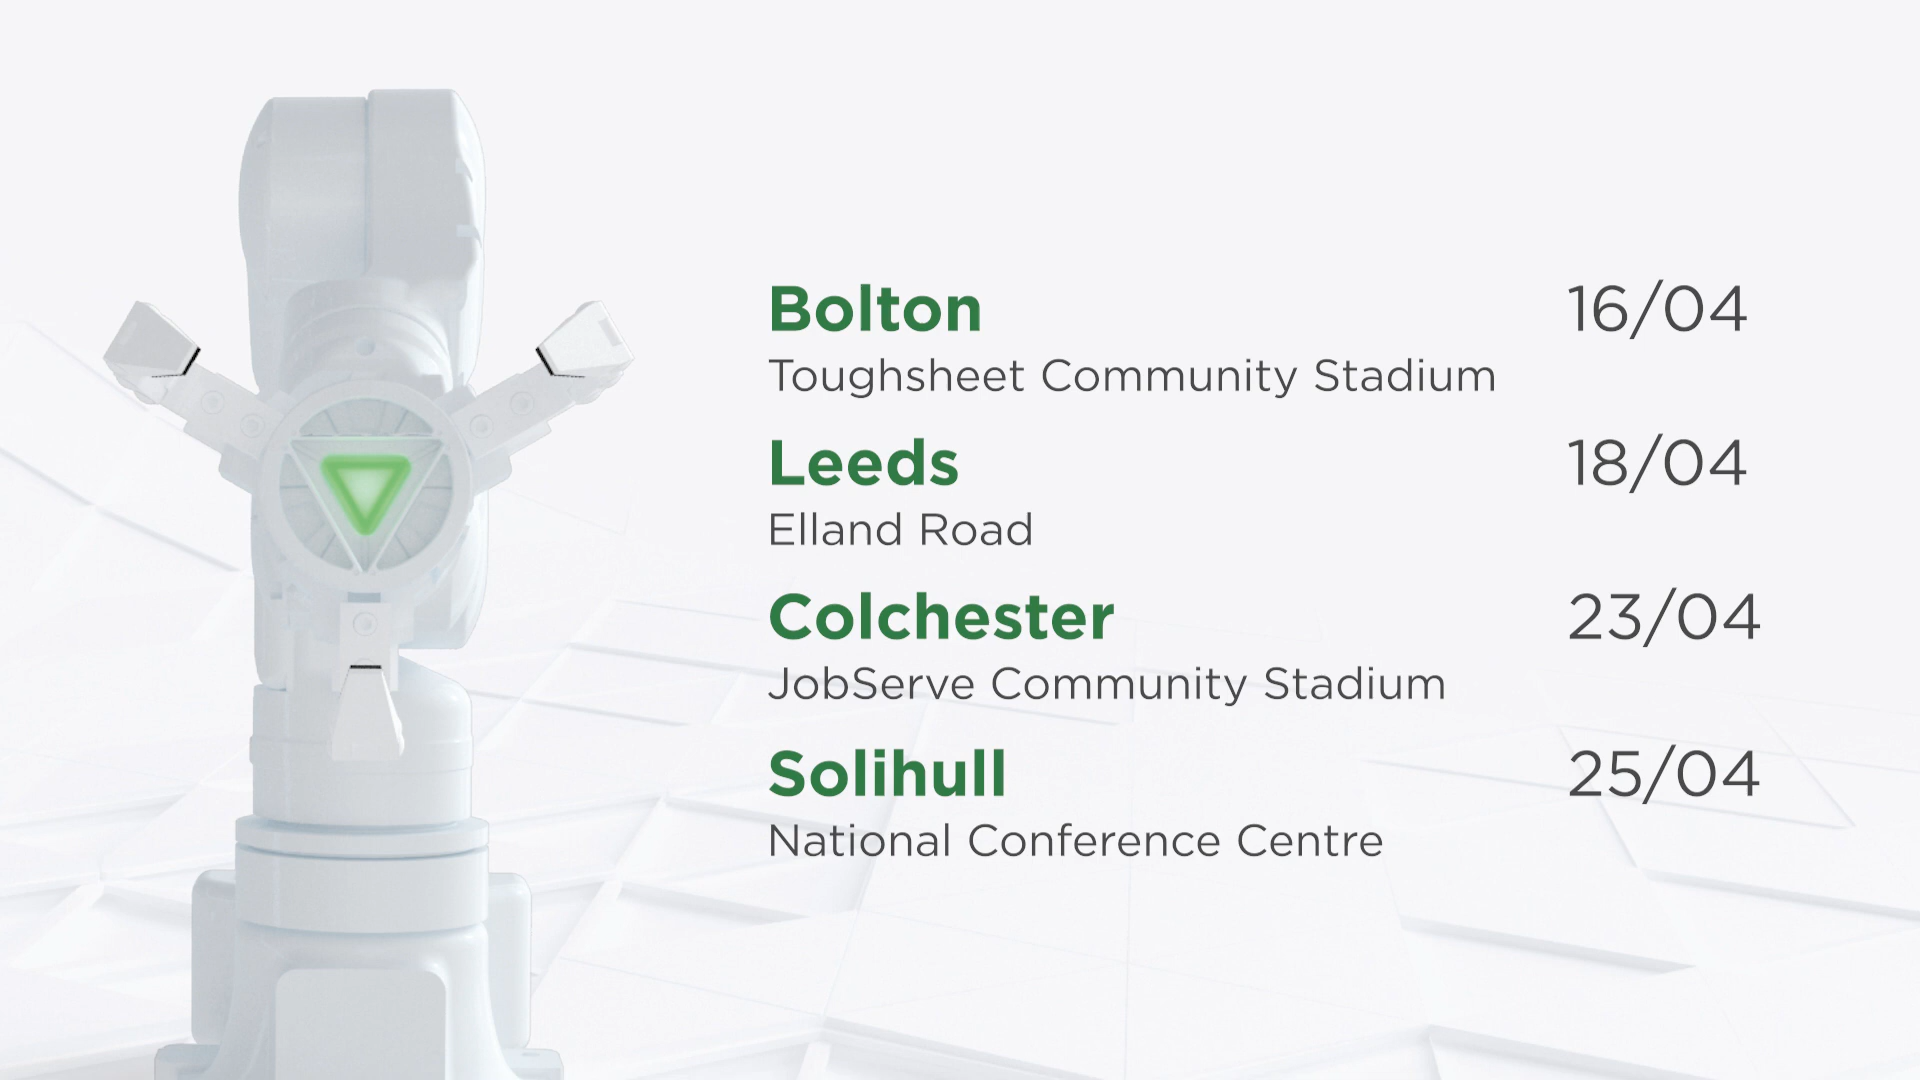 Bolton 16/04
Toughsheet Community Stadium
Leeds 18/04
Elland Road
Colchester 23/04
JobServe Community Stadium
Solihull 25/04
National Conference Centre